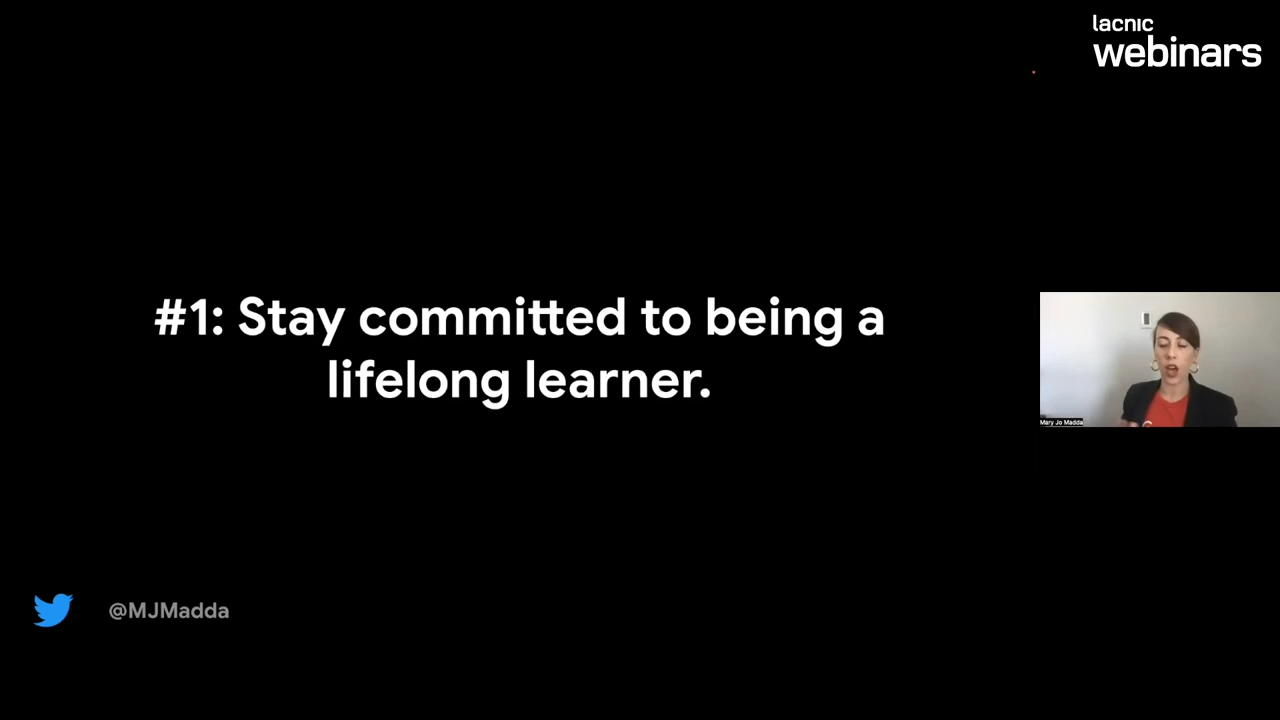 lacnic
webinars
#1: Stay committed to being a
lifelong learner.
Mary Jo Madda
@MJMadda